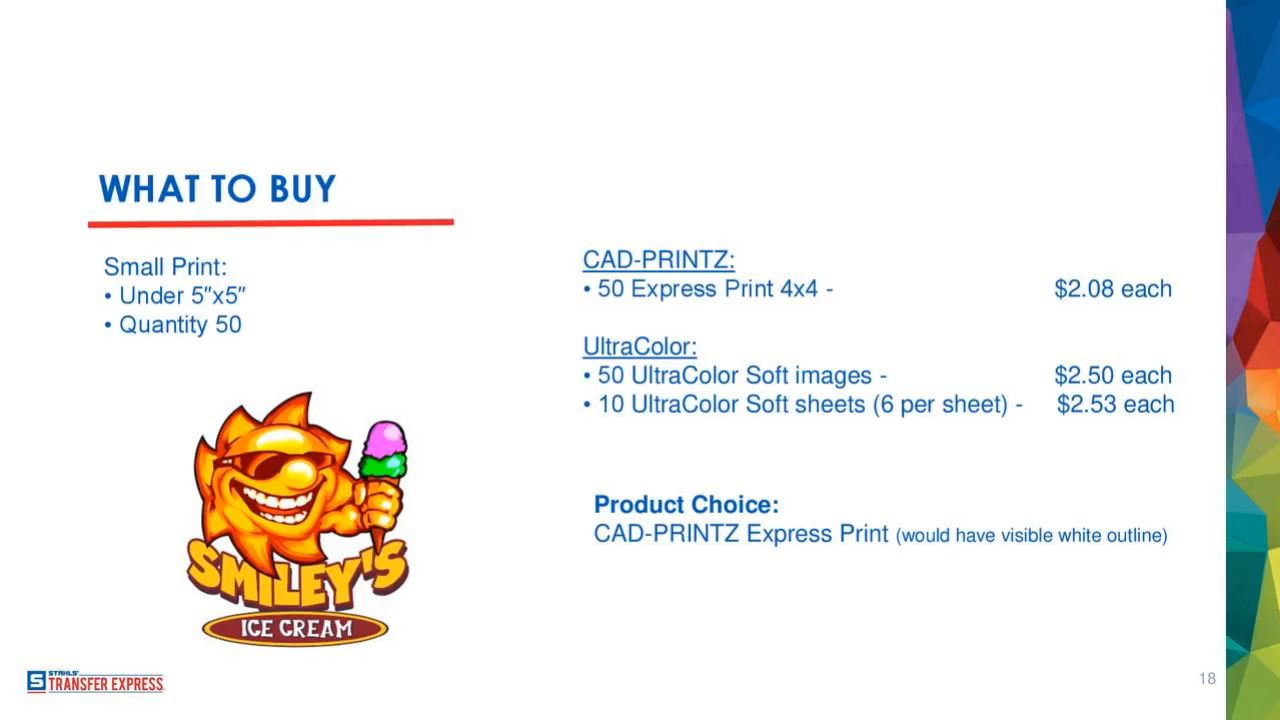 WHAT TO BUY
Small Print:
• Under 5"x5"
• Quantity 50
CAD-PRINTZ:
• 50 Express Print 4x4 - $2.08 each
UltraColor:
• 50 UltraColor Soft images - $2.50 each
• 10 UltraColor Soft sheets (6 per sheet) - $2.53 each
Product Choice:
CAD-PRINTZ Express Print (would have visible white outline)
SMILEY'S
ICE CREAM
S STAHLS'
TRANSFER EXPRESS
18